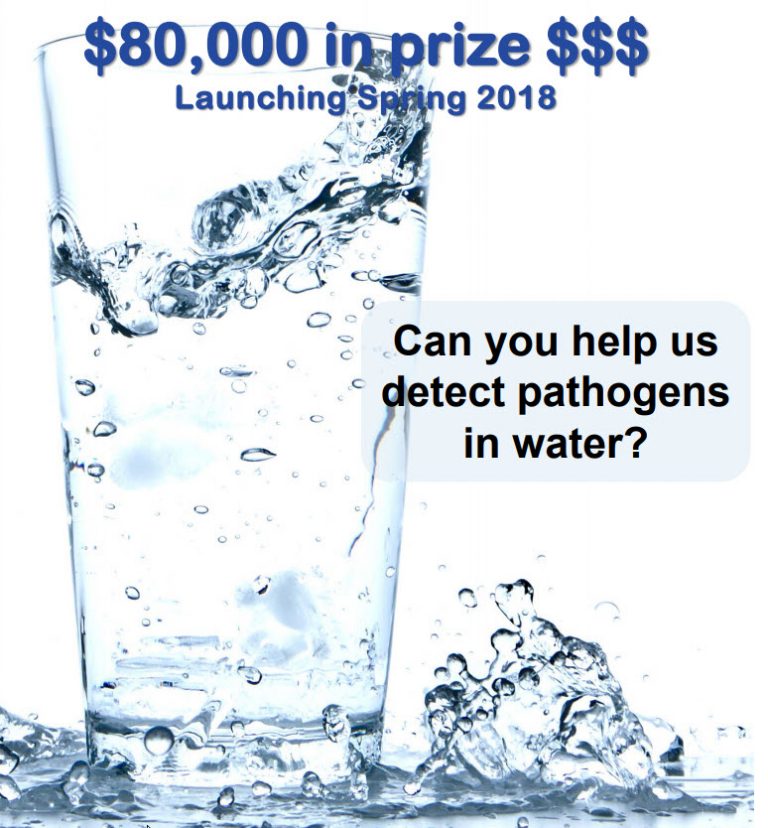 $80,000 in prize $$$
Launching Spring 2018
Can you help us
detect pathogens
in water?